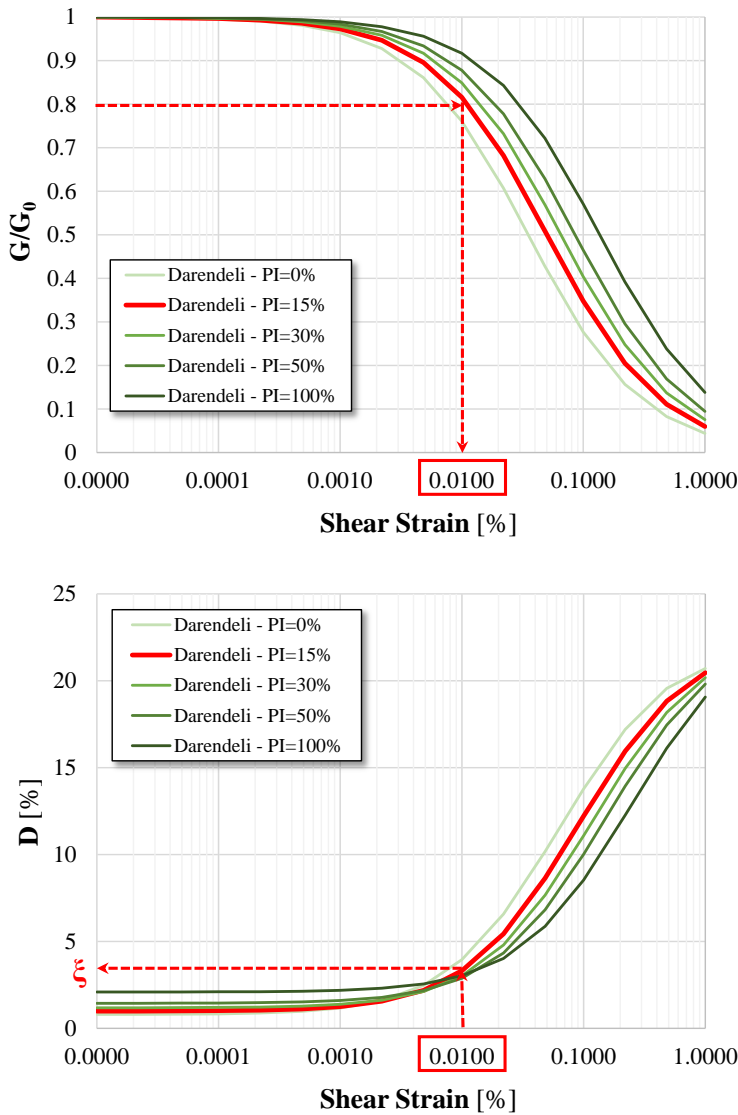 1
0.9
0.8
0.7
0.6
0.5
0.4
0.3
0.2
0.1
0
G/G0
Darendeli - PI=0%
Darendeli - PI=15%
Darendeli - PI=30%
Darendeli - PI=50%
Darendeli - PI=100%
0.0000 0.0001 0.0010 0.0100 0.1000 1.0000
Shear Strain [%]
25
20
15
10
5
0
D [%]
ξ
Darendeli - PI=0%
Darendeli - PI=15%
Darendeli - PI=30%
Darendeli - PI=50%
Darendeli - PI=100%
0.0000 0.0001 0.0010 0.0100 0.1000 1.0000
Shear Strain [%]